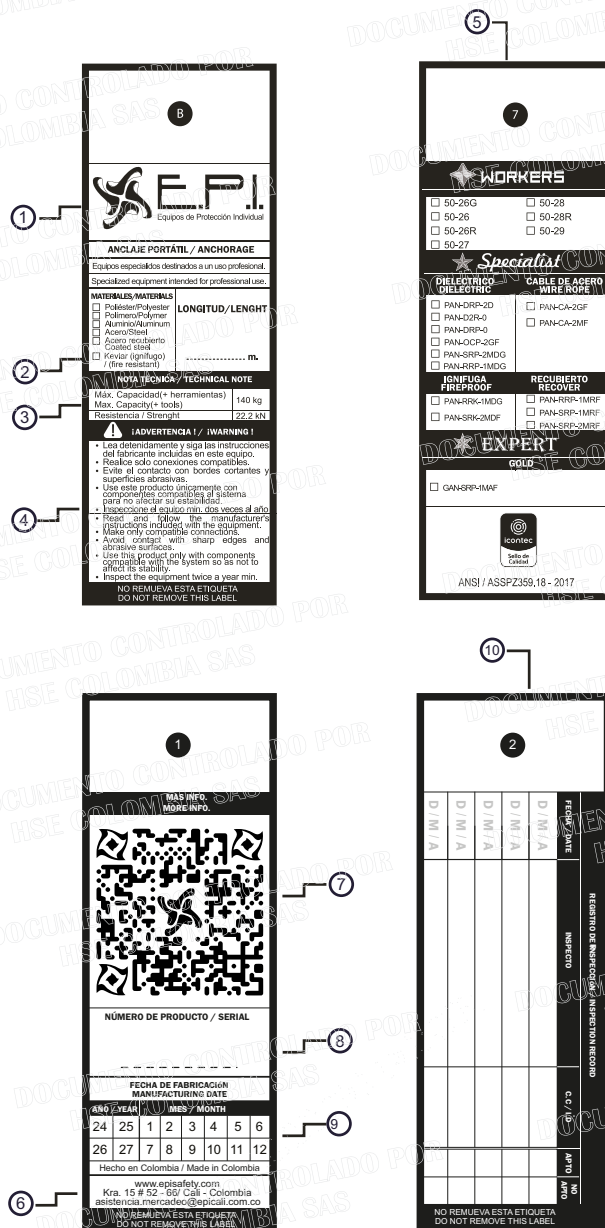 5
B
7
1
E.P.I.
Equipos de Protección Individual
ANCLAJE PORTÁTIL / ANCHORAGE
Equipos especialidos destinados a un uso profesional.
Specialized equipment intended for professional use.
MATERIALES/MATERIALS
Poliéster/Polyester
Polímero/Polymer
Aluminio/Aluminum
Acero/Steel
Acero recubierto
Coated steel
Kevlar (ignífugo)
/ (fire resistant)
LONGITUD/LENGHT
.................. m.
2
NOTA TÉCNICA / TECHNICAL NOTE
3
Máx. Capacidad(+ herramientas)
Max. Capacity(+ tools)
140 kg
Resistencia / Strenght
22.2 kN
¡ADVERTENCIA ! / ¡WARNING !
• Lea detenidamente y siga las instrucciones
del fabricante incluidas en este equipo.
• Realice solo conexiones compatibles.
• Evite el contacto con bordes cortantes y
superficies abrasivas.
• Use este producto únicamente con
componentes compatibles al sistema
para no afectar su estabilidad.
• Inspeccione el equipo min. dos veces al año
4
• Read and follow the manufacturer's
instructions included with the equipment.
• Make only compatible connections.
• Avoid contact with sharp edges and
abrasive surfaces.
• Use this product only with components
compatible with the system so as not to
affect its stability.
• Inspect the equipment twice a year min.
NO REMUEVA ESTA ETIQUETA
DO NOT REMOVE THIS LABEL
WORKERS
50-26G
50-26
50-26R
50-27
50-28
50-28R
50-29
Specialist
DIELECTRICO
DIELECTRIC
PAN-DRP-2D
PAN-D2R-0
PAN-DRP-0
PAN-OCP-2GF
PAN-SRP-2MDG
PAN-RRP-1MDG
CABLE DE ACERO
WIRE ROPE
PAN-CA-2GF
PAN-CA-2MF
IGNIFUGA
FIREPROOF
PAN-RRK-1MDG
PAN-SRK-2MDF
RECUBIERTO
RECOVER
PAN-RRP-1MRF
PAN-SRP-1MRF
PAN-SRP-2MRF
EXPERT
GOLD
GAN-SRP-1MAF
icontec
Sello de
Calidad
ANSI / ASSPZ359,18 - 2017
1
MAS INFO.
MORE INFO.
7
NÚMERO DE PRODUCTO / SERIAL
8
FECHA DE FABRICACIóN
MANUFACTURING DATE
AÑO / YEAR MES / MONTH
24 25 1 2 3 4 5 6
26 27 7 8 9 10 11 12
9
Hecho en Colombia / Made in Colombia
www.episafety.com
Kra. 15 # 52 - 66/ Cali - Colombia
asistencia.mercadeo@epicali.com.co
6
NO REMUEVA ESTA ETIQUETA
DO NOT REMOVE THIS LABEL
10
2
REGISTRO DE INSPECCIÓN / INSPECTION RECORD
FECHA / DATE
INSPECTO
C.C / I.D
APTO
NO
APTO
D / M / A
D / M / A
D / M / A
D / M / A
D / M / A
NO REMUEVA ESTA ETIQUETA
DO NOT REMOVE THIS LABEL
DOCUMENTO CONTROLADO POR
HSE COLOMBIA SAS